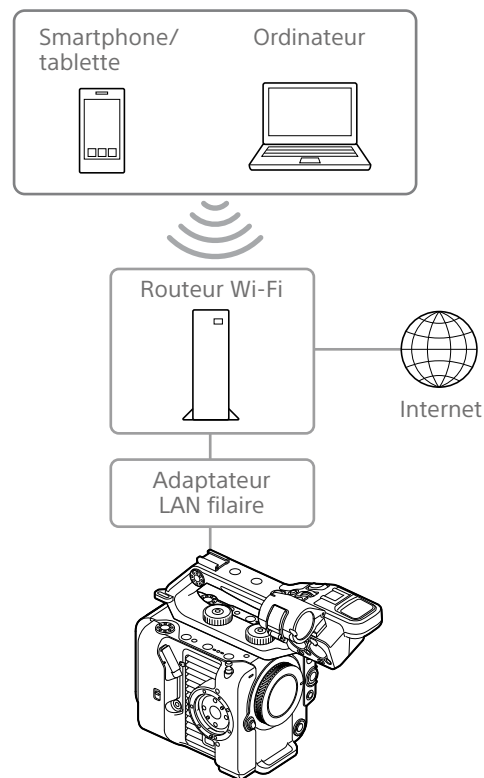 Smartphone/
tablette
Ordinateur
Routeur Wi-Fi
Internet
Adaptateur
LAN filaire